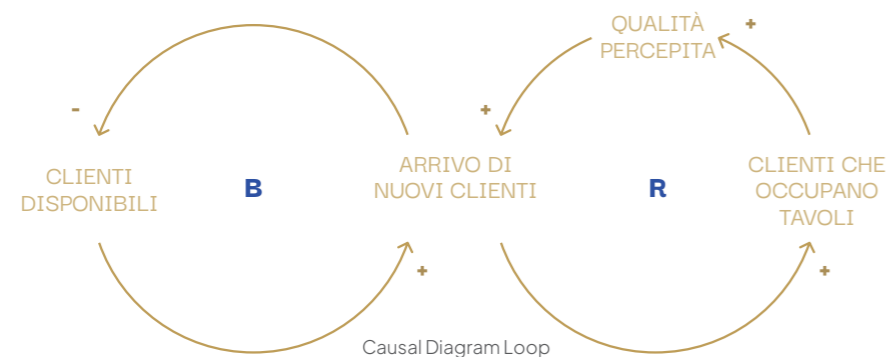 QUALITÀ
PERCEPITA
+
-
+
CLIENTI
DISPONIBILI
B
ARRIVO DI
NUOVI CLIENTI
R
CLIENTI CHE
OCCUPANO
TAVOLI
+
+
Causal Diagram Loop